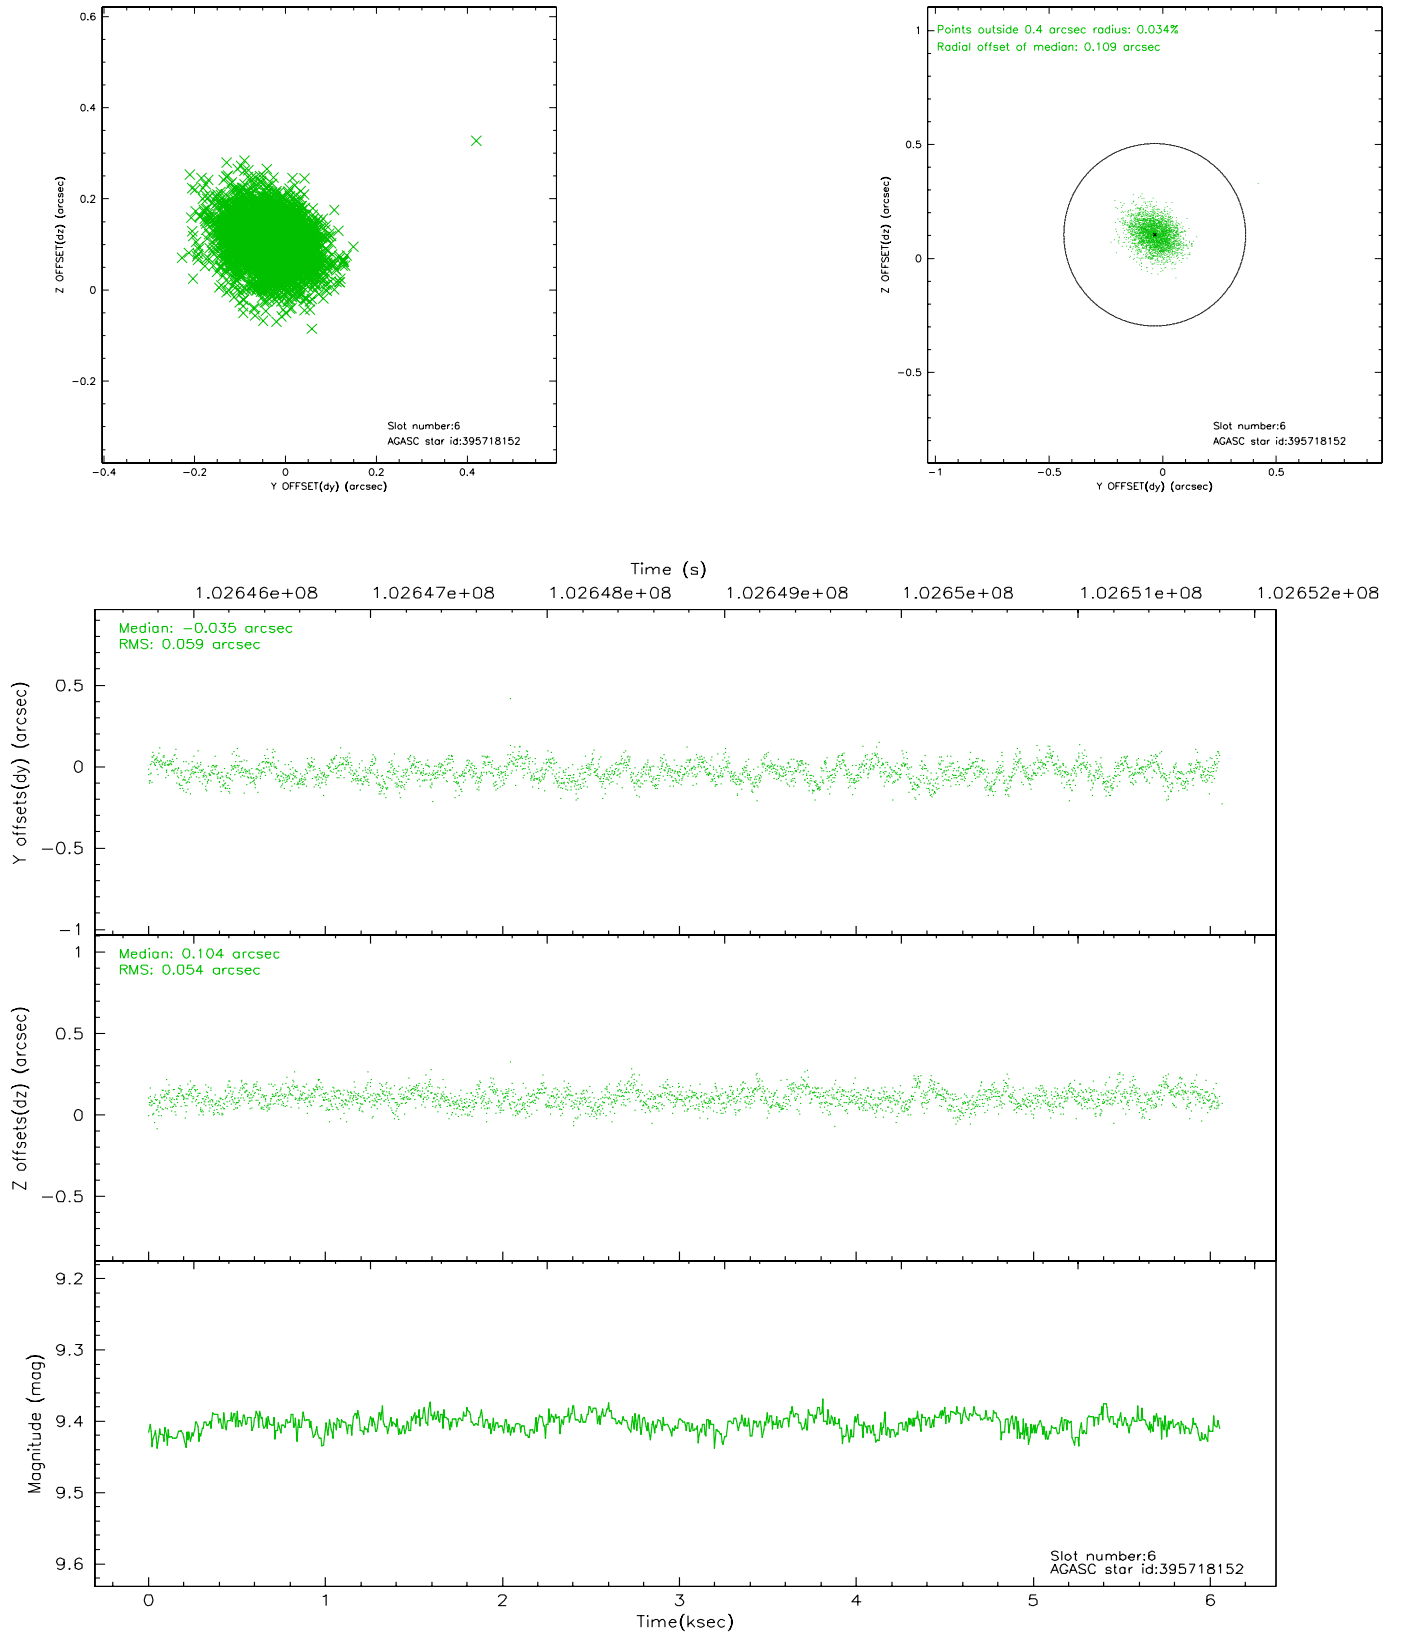 0.6
0.4
0.2
0
−0.2
−0.4 −0.2 0 0.2 0.4
Z OFFSET(dz) (arcsec)
Y OFFSET(dy) (arcsec)
Slot number:6
AGASC star id:395718152
Points outside 0.4 arcsec radius: 0.034%
Radial offset of median: 0.109 arcsec
1
0.5
0
−0.5
−1 −0.5 0 0.5
Z OFFSET(dz) (arcsec)
Y OFFSET(dy) (arcsec)
Slot number:6
AGASC star id:395718152
Time (s)
1.02646e+08 1.02647e+08 1.02648e+08 1.02649e+08 1.0265e+08 1.02651e+08 1.02652e+08
Median: −0.035 arcsec
RMS: 0.059 arcsec
0.5
0
−0.5
−1
Y offsets(dy) (arcsec)
Median: 0.104 arcsec
RMS: 0.054 arcsec
1
0.5
0
−0.5
Z offsets(dz) (arcsec)
9.2
9.3
9.4
9.5
9.6
Magnitude (mag)
Slot number:6
AGASC star id:395718152
0 1 2 3 4 5 6
Time(ksec)